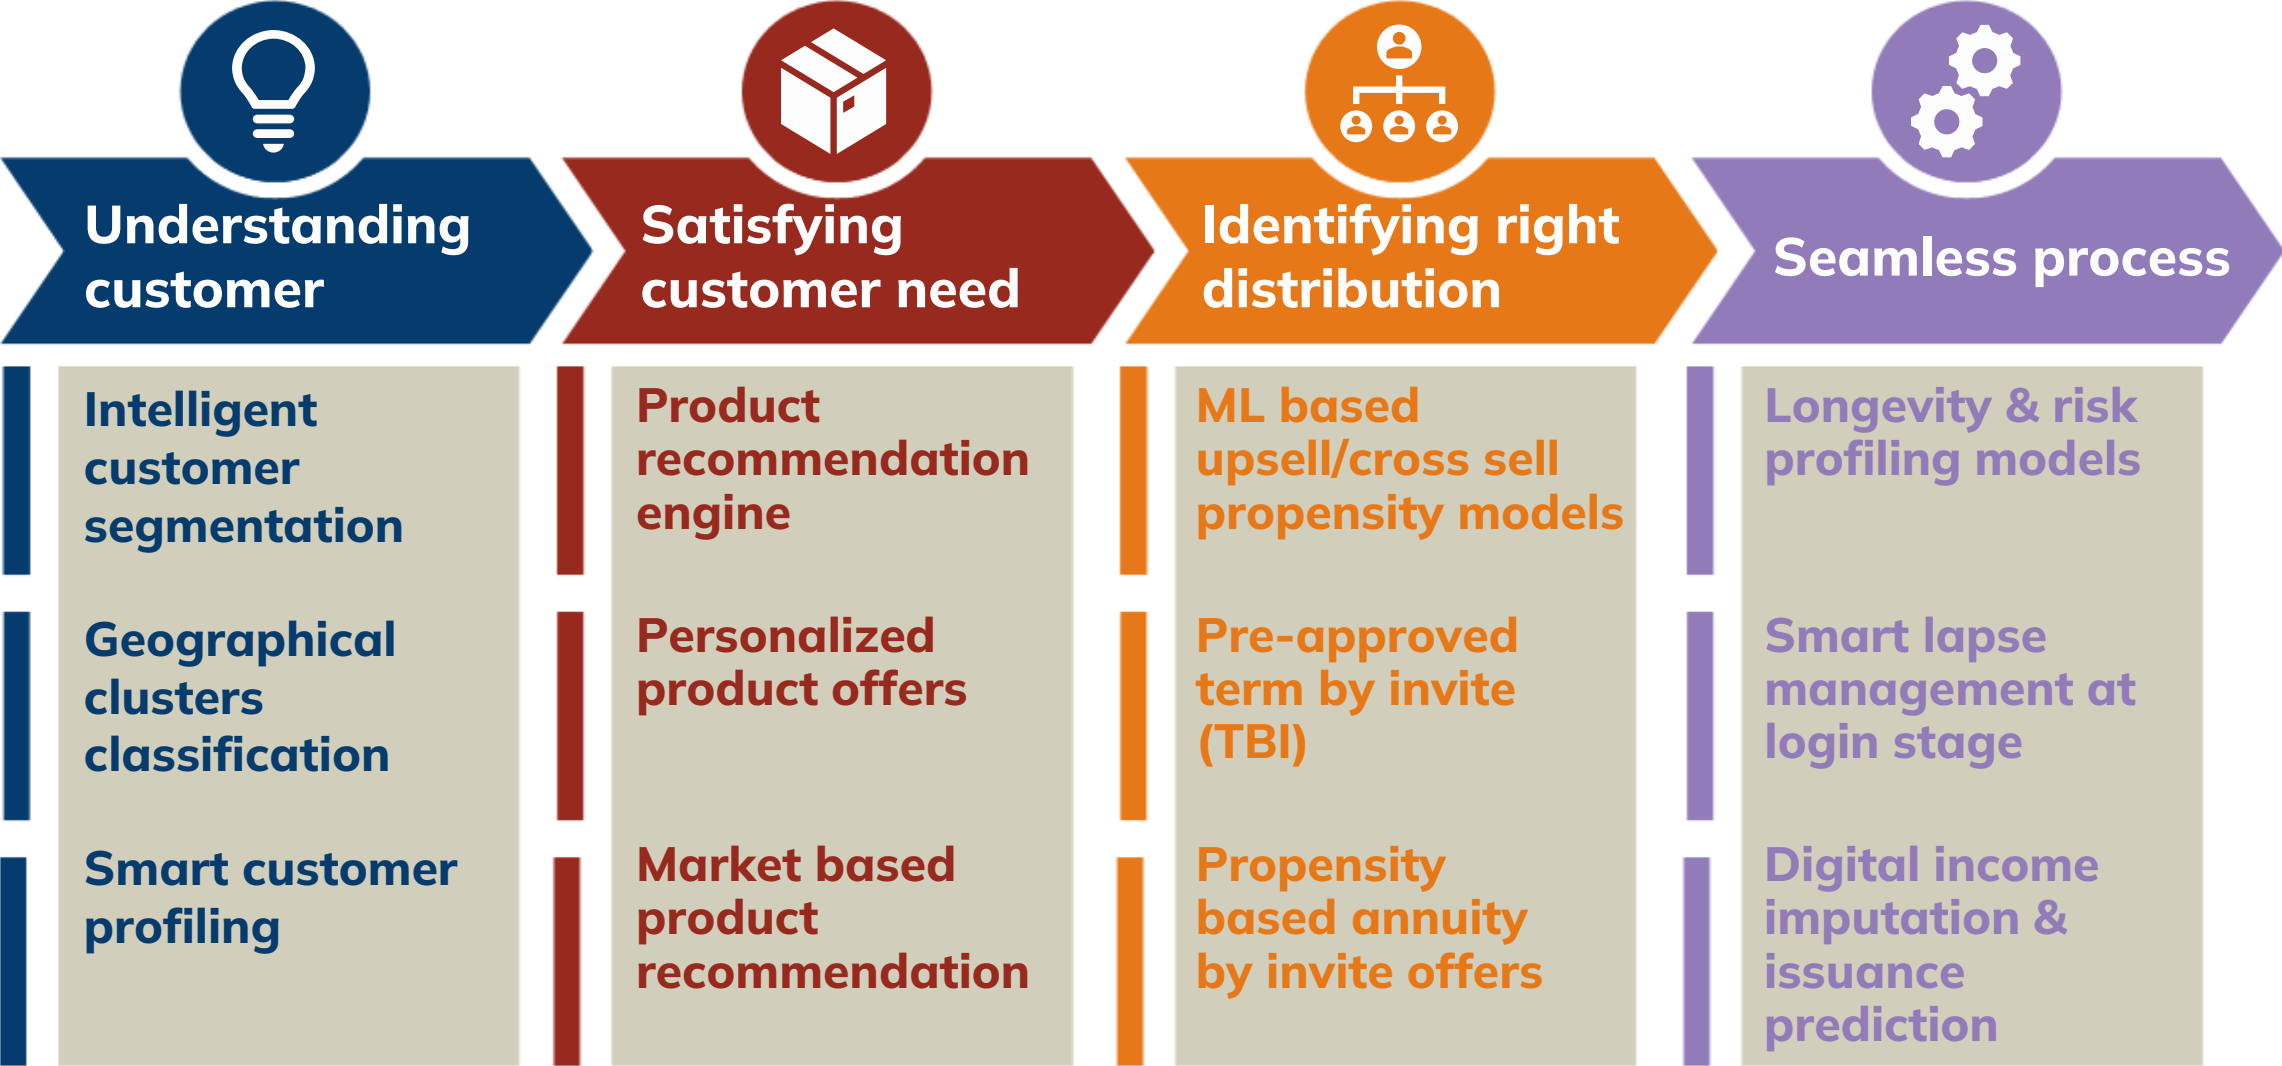 Understanding
customer
Satisfying
customer need
Identifying right
distribution
Seamless process
Intelligent
customer
segmentation
Geographical
clusters
classification
Smart customer
profiling
Product
recommendation
engine
Personalized
product offers
Market based
product
recommendation
ML based
upsell/cross sell
propensity models
Pre-approved
term by invite
(TBI)
Propensity
based annuity
by invite offers
Longevity & risk
profiling models
Smart lapse
management at
login stage
Digital income
imputation &
issuance
prediction